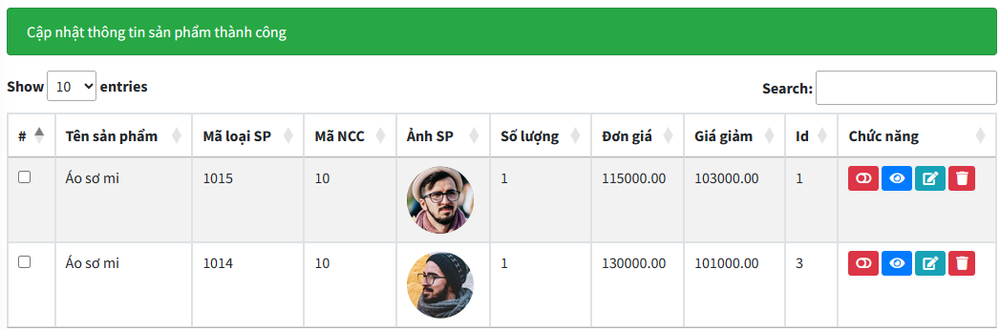 Cập nhật thông tin sản phẩm thành công
Show 10 entries Search:
# Tên sản phẩm Mã loại SP Mã NCC Ảnh SP Số lượng Đơn giá Giá giảm Id Chức năng
Áo sơ mi 1015 10 1 115000.00 103000.00 1
Áo sơ mi 1014 10 1 130000.00 101000.00 3